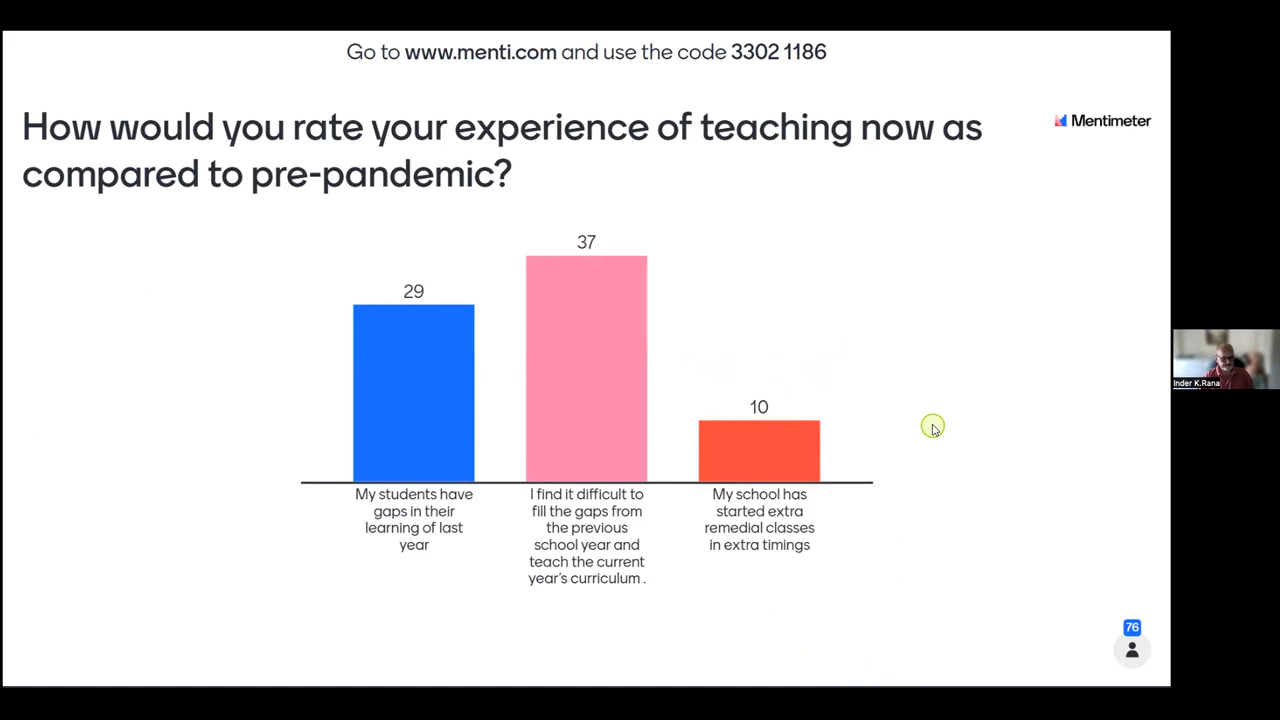 Go to www.menti.com and use the code 3302 1186
How would you rate your experience of teaching now as
compared to pre-pandemic?
Mentimeter
29
37
10
My students have
gaps in their
learning of last
year
I find it difficult to
fill the gaps from
the previous
school year and
teach the current
year's curriculum .
My school has
started extra
remedial classes
in extra timings
Inder K.Rana
76